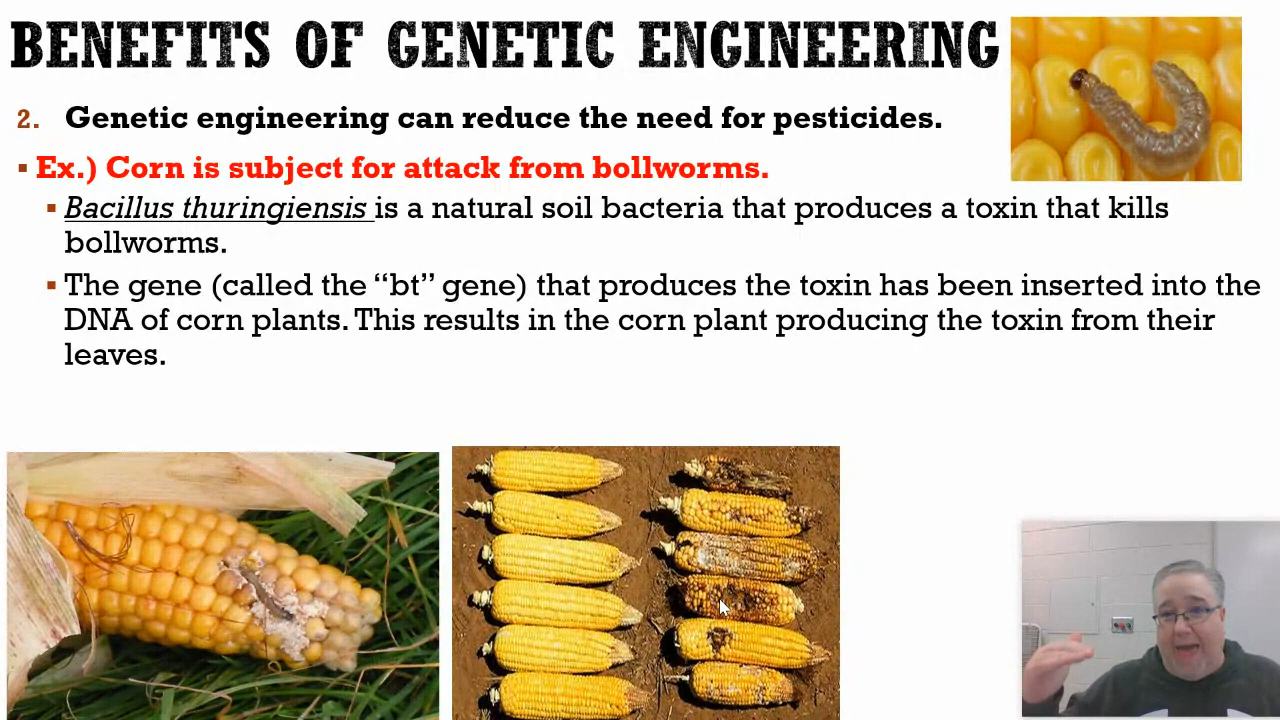 BENEFITS OF GENETIC ENGINEERING
2. Genetic engineering can reduce the need for pesticides.
▪ Ex.) Corn is subject for attack from bollworms.
▪ Bacillus thuringiensis is a natural soil bacteria that produces a toxin that kills
bollworms.
▪ The gene (called the “bt” gene) that produces the toxin has been inserted into the
DNA of corn plants. This results in the corn plant producing the toxin from their
leaves.